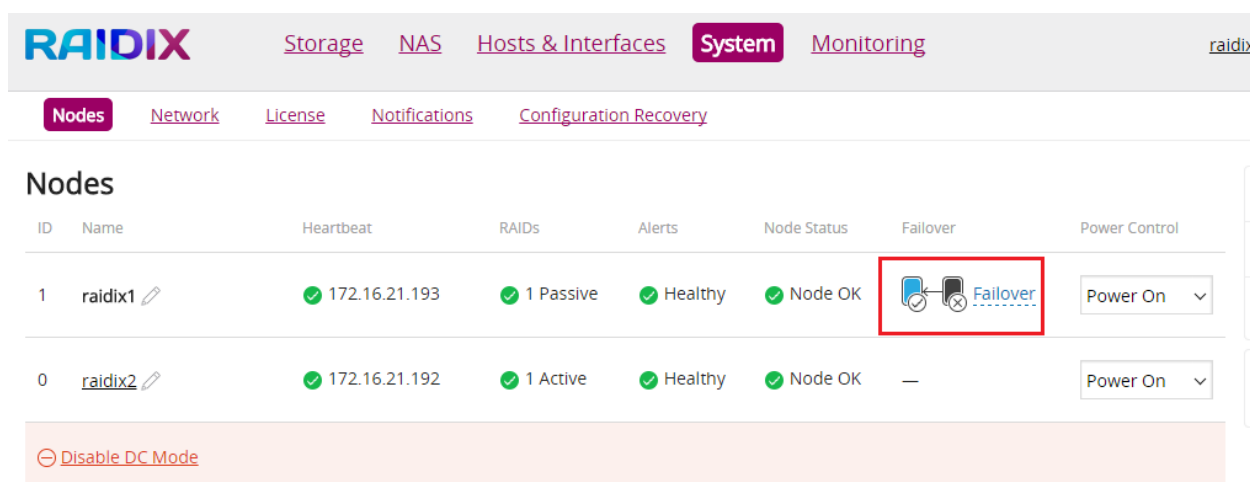 RAIDIX Storage NAS Hosts & Interfaces System Monitoring raidix
Nodes Network License Notifications Configuration Recovery
Nodes
ID Name Heartbeat RAIDs Alerts Node Status Failover Power Control
1 raidix1 172.16.21.193 1 Passive Healthy Node OK Failover Power On
0 raidix2 172.16.21.192 1 Active Healthy Node OK — Power On
Disable DC Mode